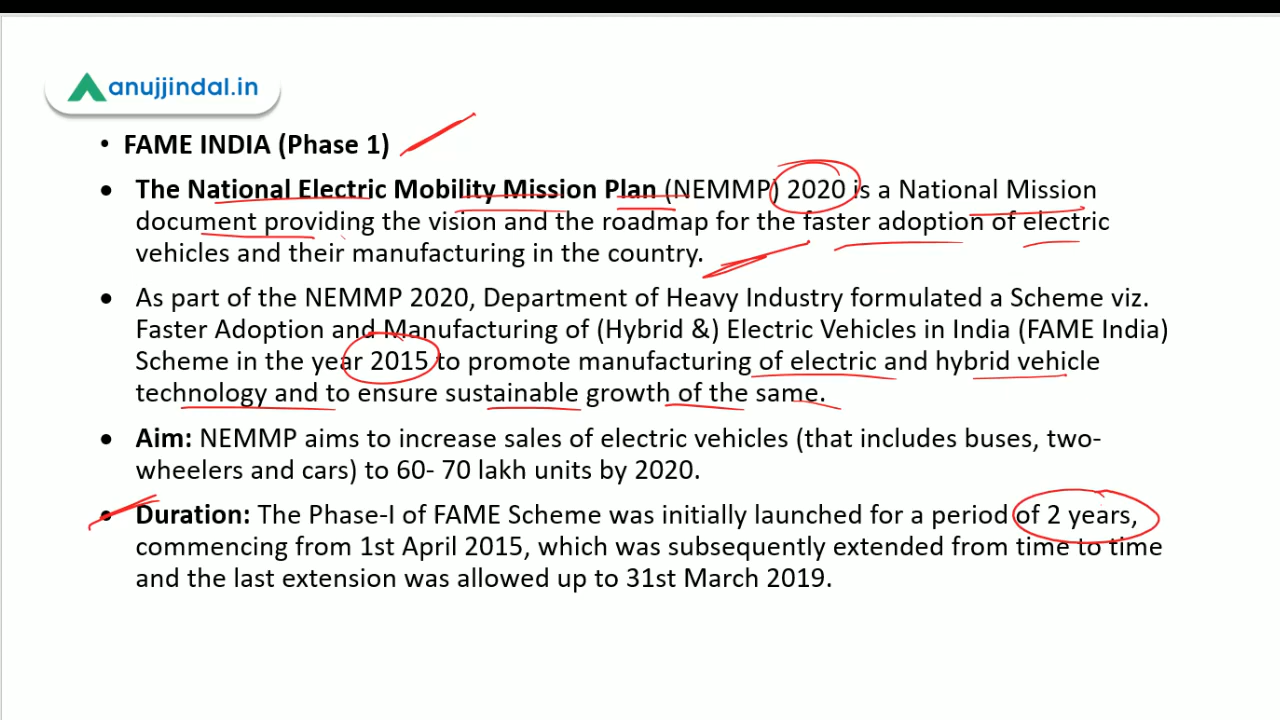 anujjindal.in
• FAME INDIA (Phase 1)
• The National Electric Mobility Mission Plan (NEMMP) 2020 is a National Mission
document providing the vision and the roadmap for the faster adoption of electric
vehicles and their manufacturing in the country.
• As part of the NEMMP 2020, Department of Heavy Industry formulated a Scheme viz.
Faster Adoption and Manufacturing of (Hybrid &) Electric Vehicles in India (FAME India)
Scheme in the year 2015 to promote manufacturing of electric and hybrid vehicle
technology and to ensure sustainable growth of the same.
• Aim: NEMMP aims to increase sales of electric vehicles (that includes buses, two-
wheelers and cars) to 60- 70 lakh units by 2020.
• Duration: The Phase-I of FAME Scheme was initially launched for a period of 2 years,
commencing from 1st April 2015, which was subsequently extended from time to time
and the last extension was allowed up to 31st March 2019.